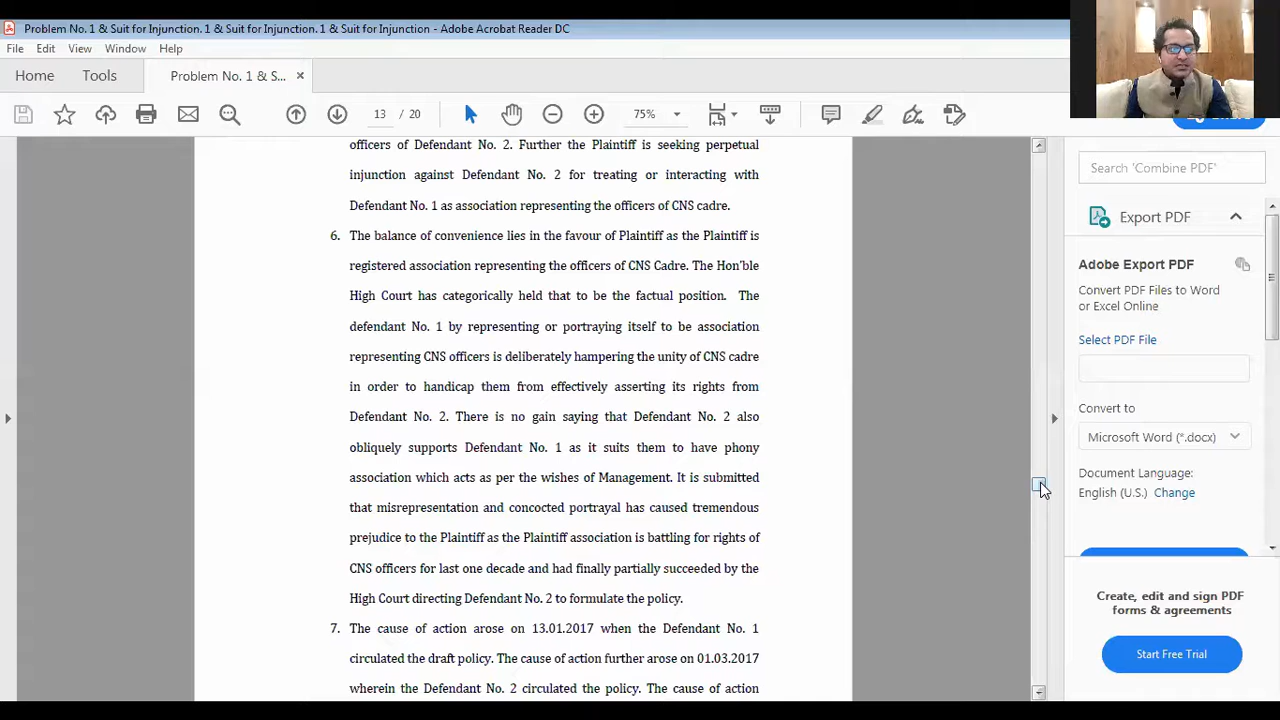 Problem No. 1 & Suit for Injunction. 1 & Suit for Injunction. 1 & Suit for Injunction - Adobe Acrobat Reader DC
File Edit View Window Help
Home Tools Problem No. 1 & S... ×
13 / 20 75%
officers of Defendant No. 2. Further the Plaintiff is seeking perpetual
injunction against Defendant No. 2 for treating or interacting with
Defendant No. 1 as association representing the officers of CNS cadre.
6. The balance of convenience lies in the favour of Plaintiff as the Plaintiff is
registered association representing the officers of CNS Cadre. The Hon’ble
High Court has categorically held that to be the factual position. The
defendant No. 1 by representing or portraying itself to be association
representing CNS officers is deliberately hampering the unity of CNS cadre
in order to handicap them from effectively asserting its rights from
Defendant No. 2. There is no gain saying that Defendant No. 2 also
obliquely supports Defendant No. 1 as it suits them to have phony
association which acts as per the wishes of Management. It is submitted
that misrepresentation and concocted portrayal has caused tremendous
prejudice to the Plaintiff as the Plaintiff association is battling for rights of
CNS officers for last one decade and had finally partially succeeded by the
High Court directing Defendant No. 2 to formulate the policy.
7. The cause of action arose on 13.01.2017 when the Defendant No. 1
circulated the draft policy. The cause of action further arose on 01.03.2017
wherein the Defendant No. 2 circulated the policy. The cause of action
Search 'Combine PDF'
Export PDF
Adobe Export PDF
Convert PDF Files to Word
or Excel Online
Select PDF File
Convert to
Microsoft Word (*.docx)
Document Language:
English (U.S.) Change
Create, edit and sign PDF
forms & agreements
Start Free Trial